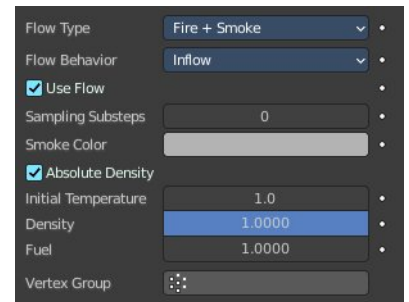 Flow Type Fire + Smoke
Flow Behavior Inflow
Use Flow
Sampling Substeps 0
Smoke Color
Absolute Density
Initial Temperature 1.0
Density 1.0000
Fuel 1.0000
Vertex Group